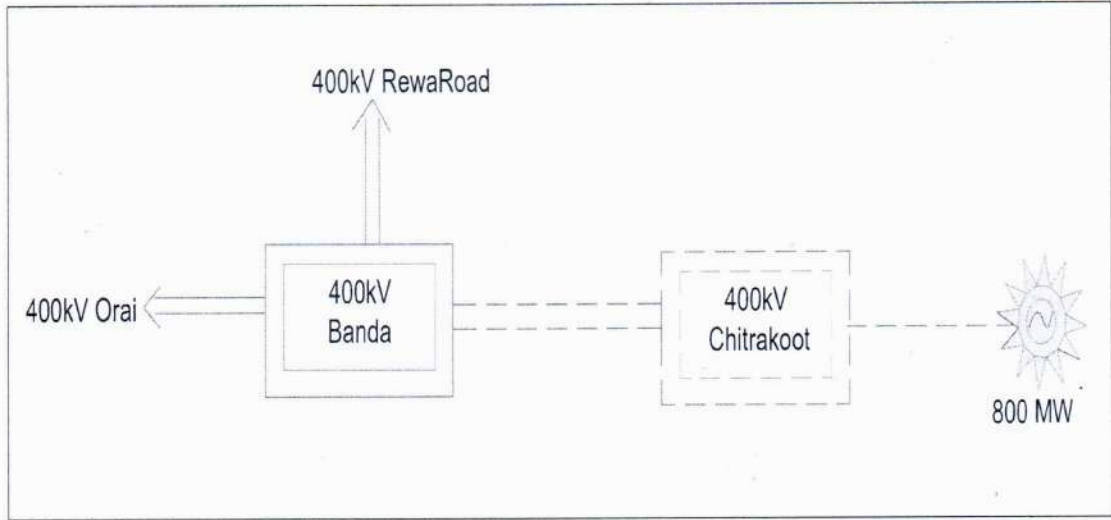 400kV RewaRoad
400kV Orai
400kV
Banda
400kV
Chitrakoot
800 MW